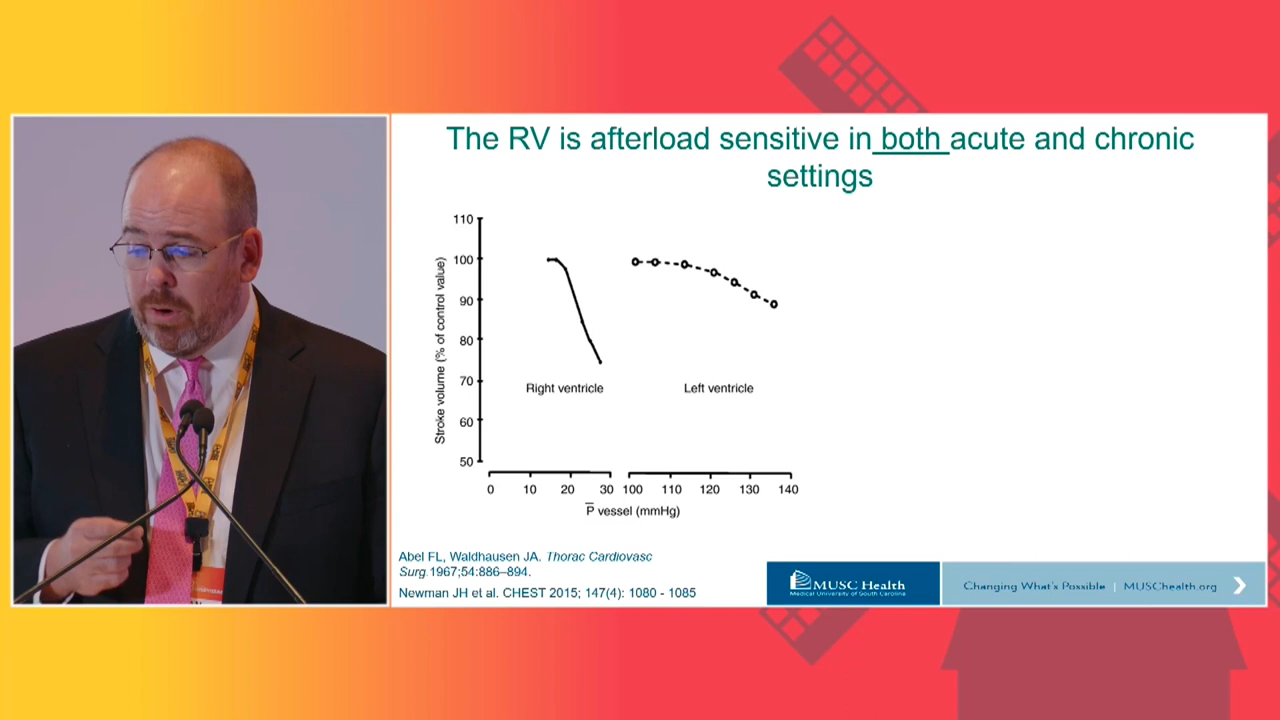 The RV is afterload sensitive in both acute and chronic
settings
110
100
90
80
70
60
50
Stroke volume (% of control value)
Right ventricle
Left ventricle
0 10 20 30 100 110 120 130 140
P̅ vessel (mmHg)
Abel FL, Waldhausen JA. Thorac Cardiovasc
Surg.1967;54:886–894.
Newman JH et al. CHEST 2015; 147(4): 1080 - 1085
MUSC Health
Medical University of South Carolina
Changing What's Possible | MUSChealth.org